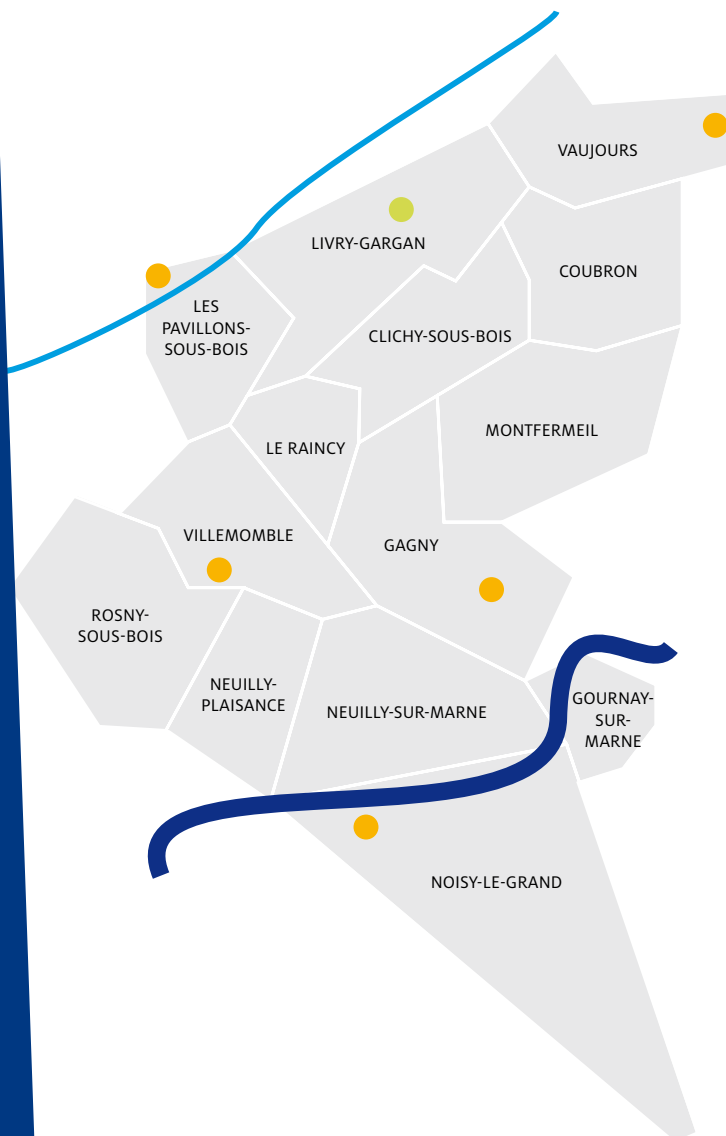 VAUJOURS
LIVRY-GARGAN
COUBRON
LES
PAVILLONS-
SOUS-BOIS
CLICHY-SOUS-BOIS
MONTFERMEIL
LE RAINCY
VILLEMOMBLE
GAGNY
ROSNY-
SOUS-BOIS
NEUILLY-
PLAISANCE
NEUILLY-SUR-MARNE
GOURNAY-
SUR-
MARNE
NOISY-LE-GRAND